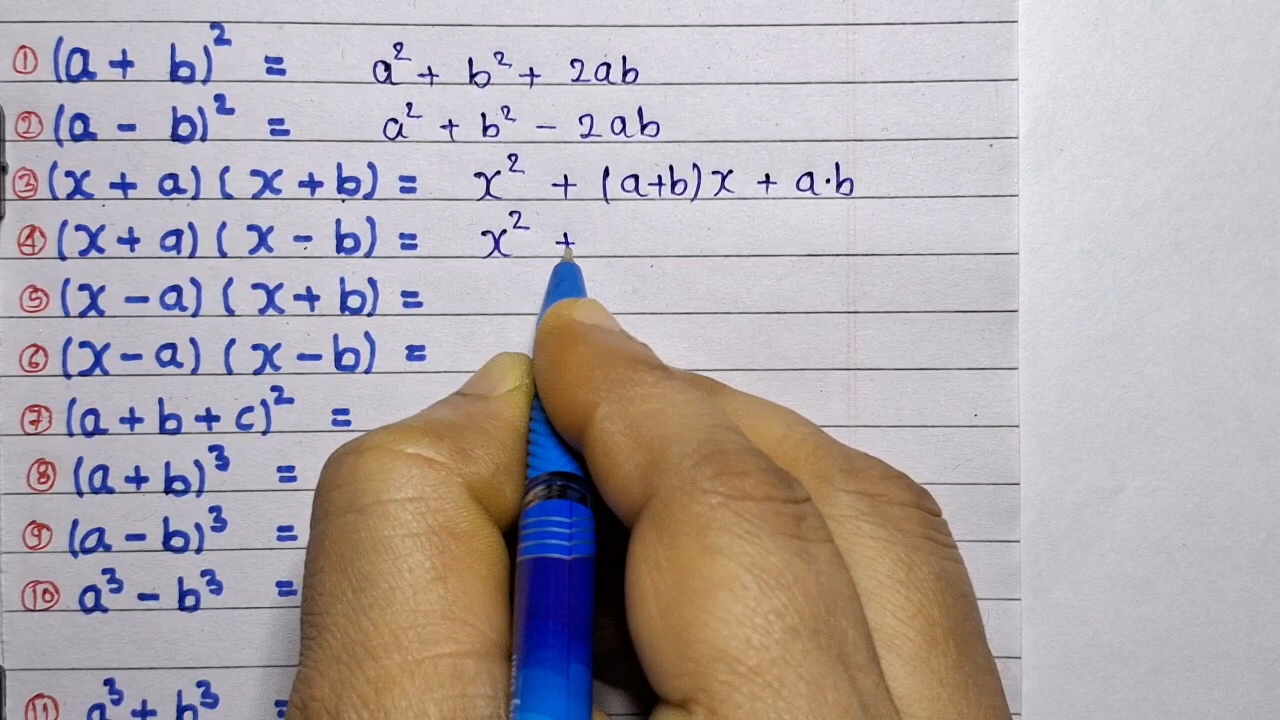 ① (a + b)² = a² + b² + 2ab
② (a - b)² = a² + b² - 2ab
③ (x + a) (x + b) = x² + (a+b)x + a·b
④ (x + a) (x - b) = x² +
⑤ (x - a) (x + b) =
⑥ (x - a) (x - b) =
⑦ (a + b + c)² =
⑧ (a + b)³ =
⑨ (a - b)³ =
⑩ a³ - b³ =
⑪ a³ + b³ =